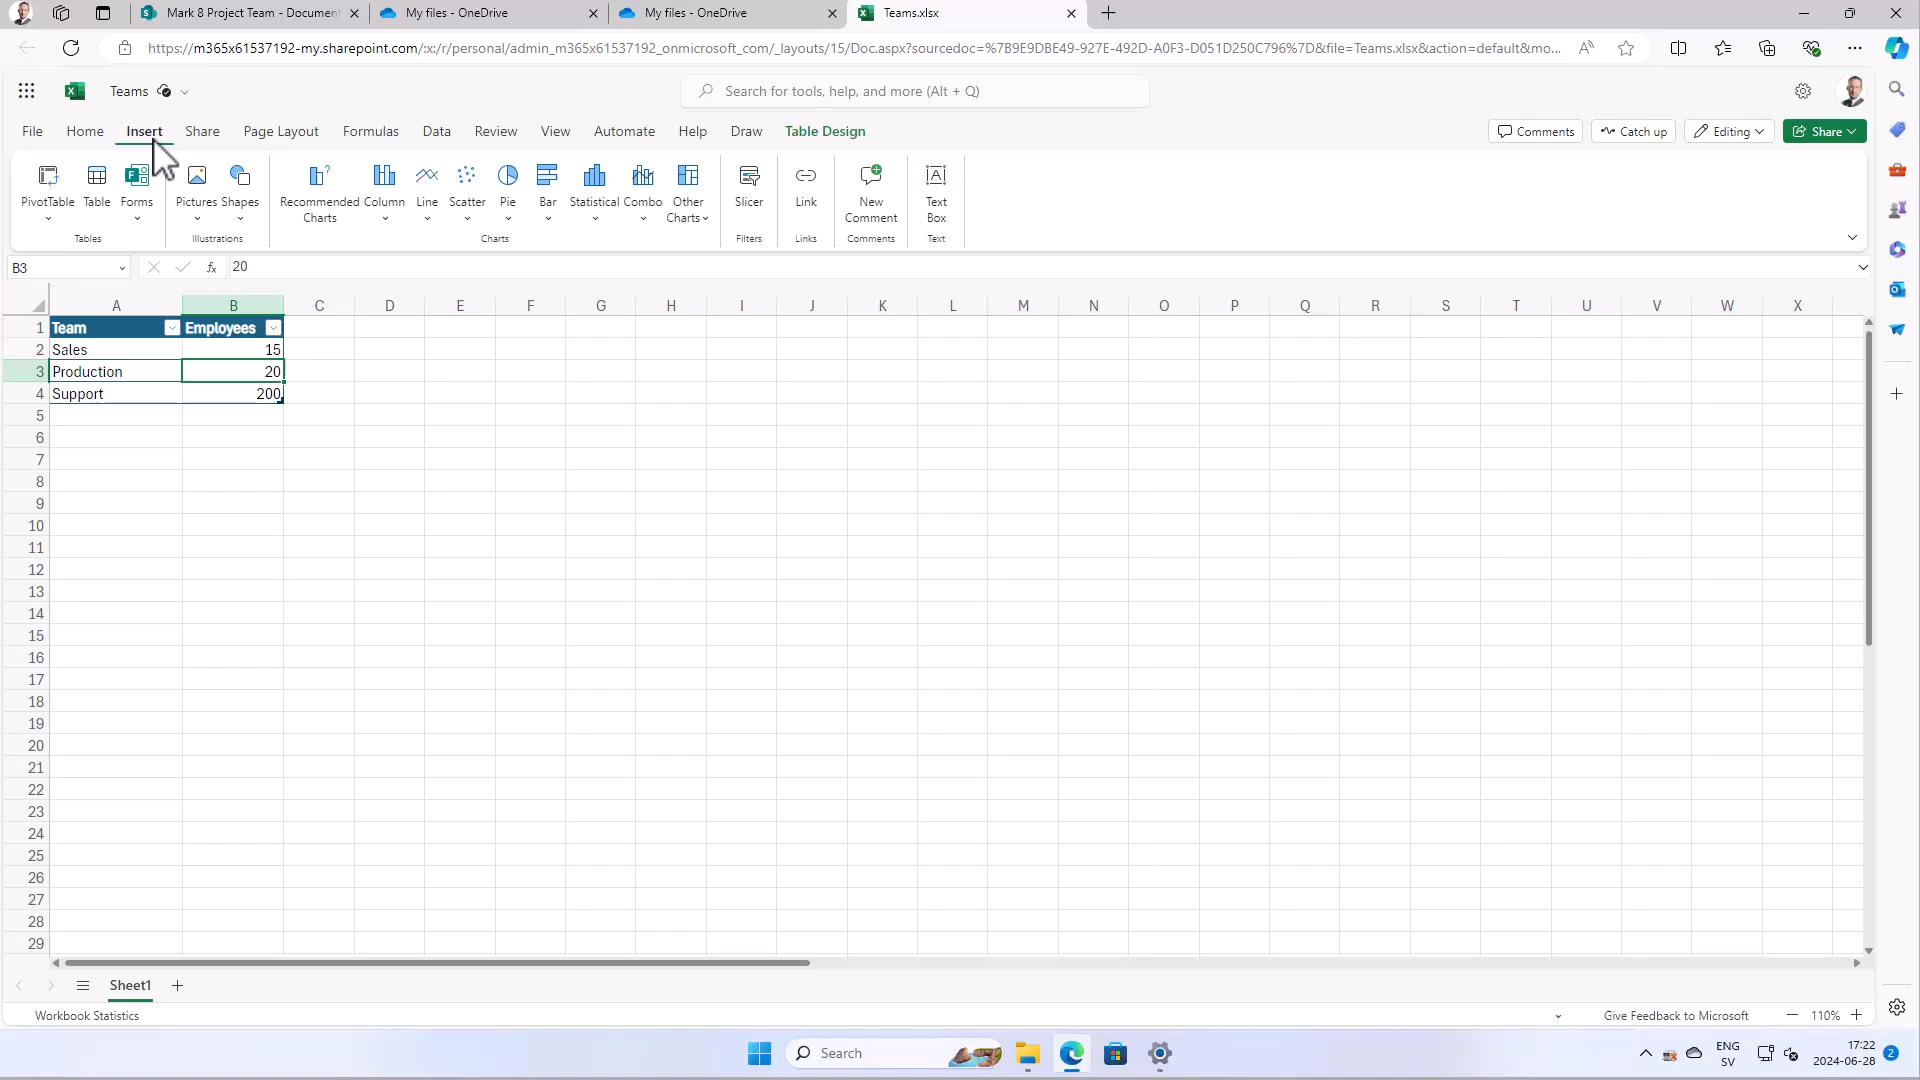 Mark 8 Project Team - Document
My files - OneDrive
My files - OneDrive
Teams.xlsx
https://m365x61537192-my.sharepoint.com/:x:/r/personal/admin_m365x61537192_onmicrosoft_com/_layouts/15/Doc.aspx?sourcedoc=%7B9E9DBE49-927E-492D-A0F3-D051D250C796%7D&file=Teams.xlsx&action=default&mo...
Teams
Search for tools, help, and more (Alt + Q)
File Home Insert Share Page Layout Formulas Data Review View Automate Help Draw Table Design
Comments Catch up Editing Share
PivotTable Table Forms Pictures Shapes Recommended Charts Column Line Scatter Pie Bar Statistical Combo Other Charts Slicer Link New Comment Text Box
Tables Illustrations Charts Filters Links Comments Text
B3 fx 20
A B C D E F G H I J K L M N O P Q R S T U V W X
1 Team Employees
2 Sales 15
3 Production 20
4 Support 200
5
6
7
8
9
10
11
12
13
14
15
16
17
18
19
20
21
22
23
24
25
26
27
28
29
Sheet1
Workbook Statistics
Give Feedback to Microsoft
110%
Search
ENG
SV
17:22
2024-06-28
2